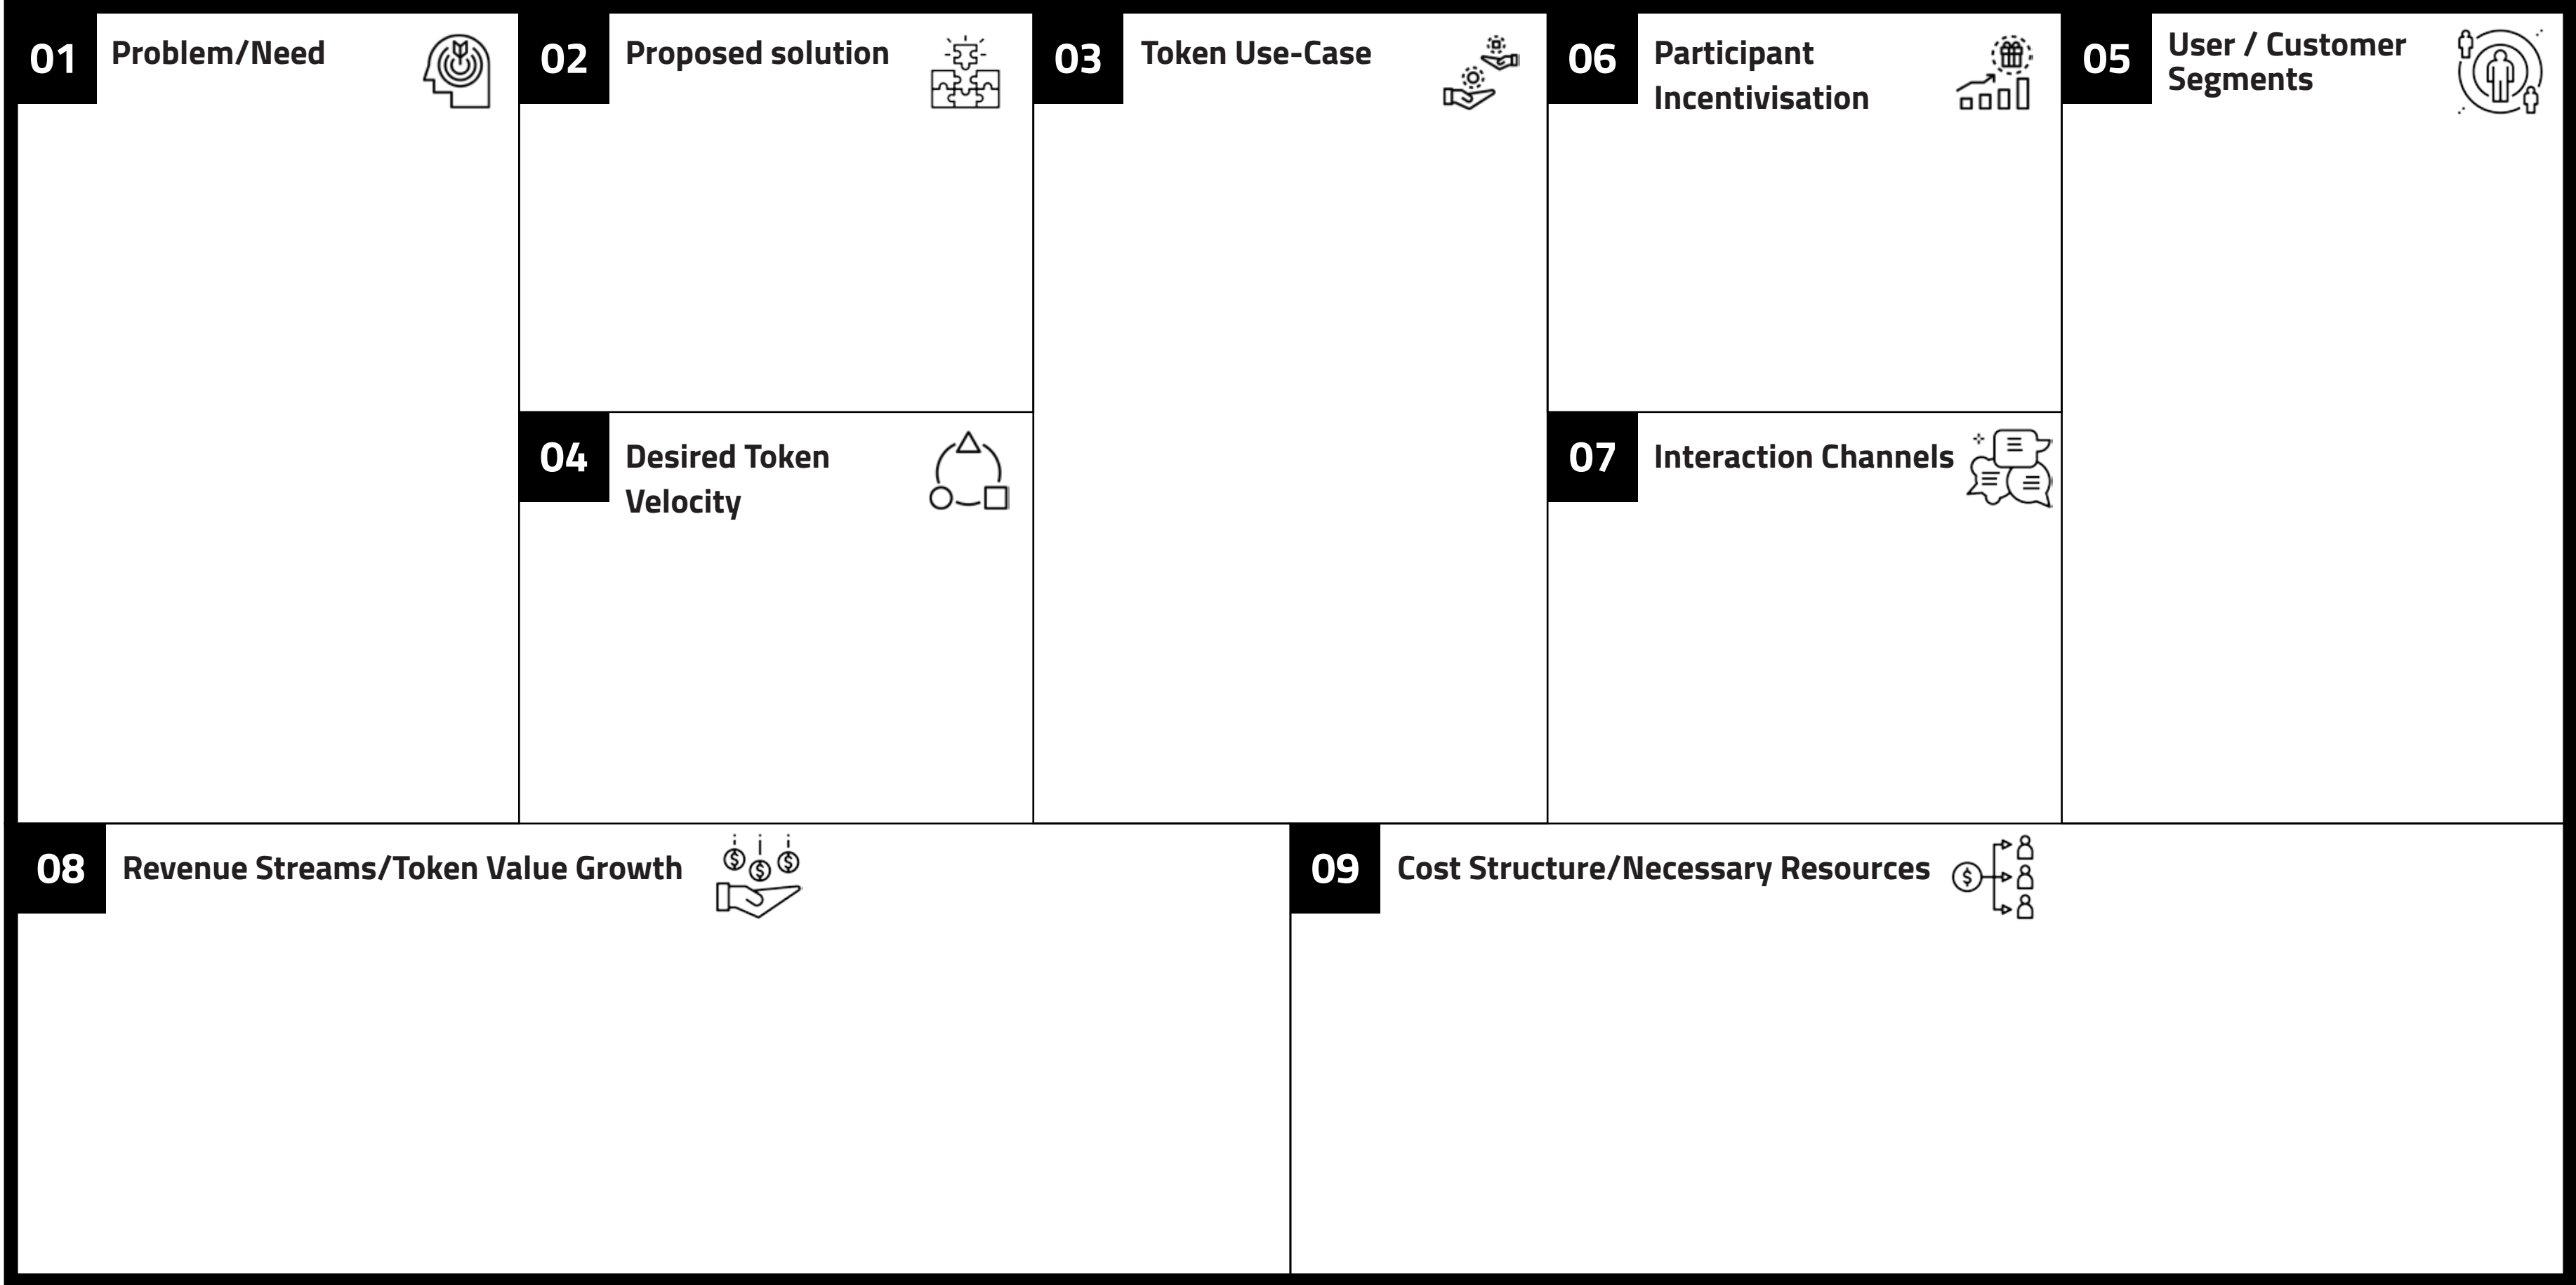 01
Problem/Need
02
Proposed solution
03
Token Use-Case
06
Participant
Incentivisation
05
User / Customer
Segments
04
Desired Token
Velocity
07
Interaction Channels
08
Revenue Streams/Token Value Growth
09
Cost Structure/Necessary Resources